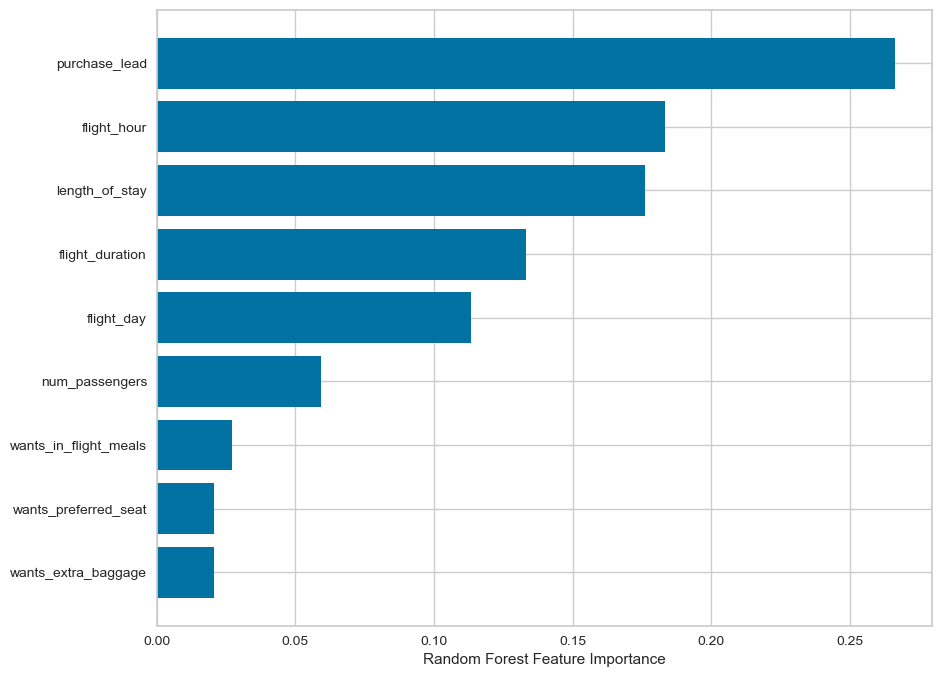 purchase_lead
flight_hour
length_of_stay
flight_duration
flight_day
num_passengers
wants_in_flight_meals
wants_preferred_seat
wants_extra_baggage
0.00 0.05 0.10 0.15 0.20 0.25
Random Forest Feature Importance